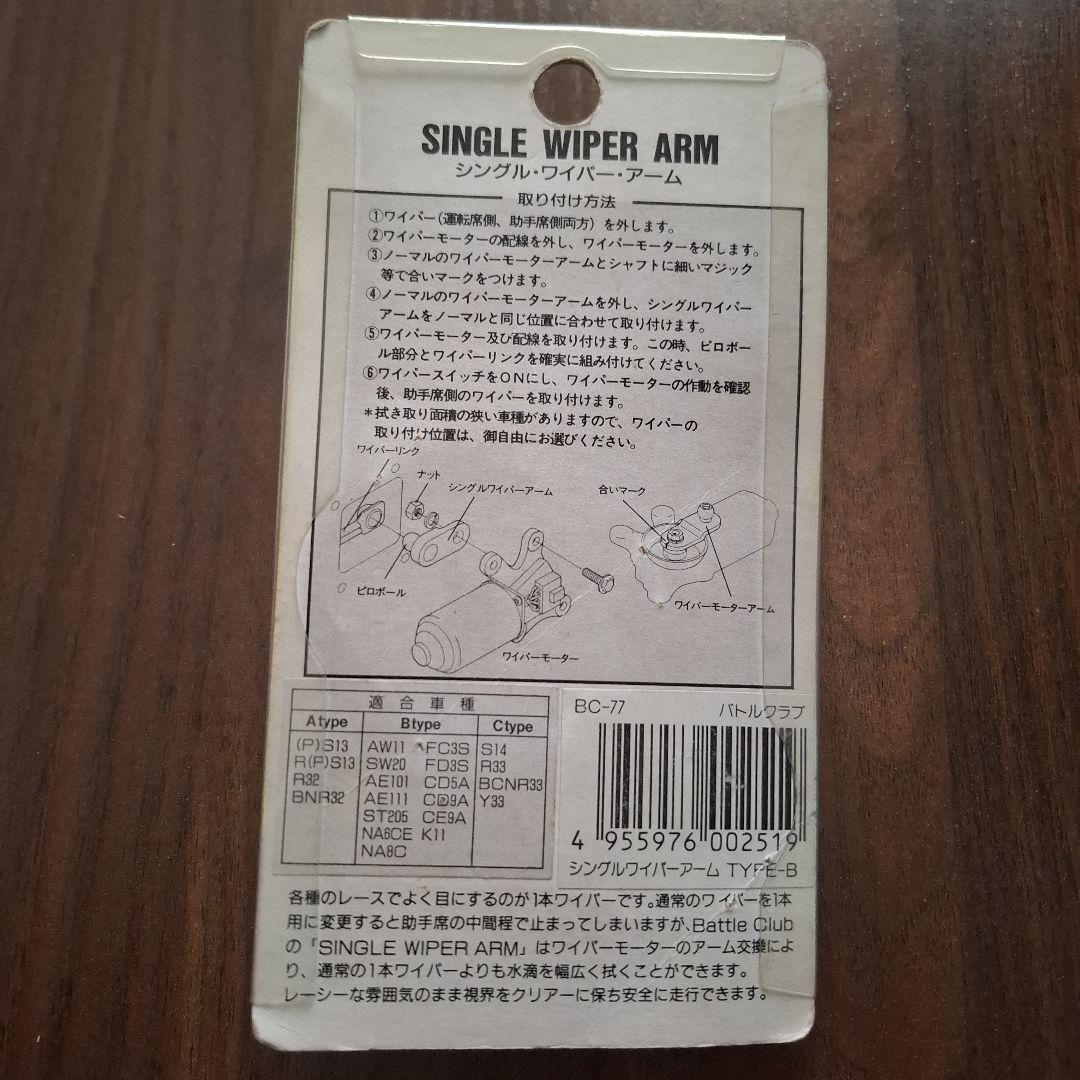 SINGLE WIPER ARM
シングル・ワイパー・アーム
取り付け方法
①ワイパー(運転席側、助手席側両方)を外します。
②ワイパーモーターの配線を外し、ワイパーモーターを外します。
③ノーマルのワイパーモーターアームとシャフトに細いマジック
等で合いマークをつけます。
④ノーマルのワイパーモーターアームを外し、シングルワイパー
アームをノーマルと同じ位置に合わせて取り付けます。
⑤ワイパーモーター及び配線を取り付けます。この時、ピロボー
ル部分とワイパーリンクを確実に組み付けてください。
⑥ワイパースイッチをONにし、ワイパーモーターの作動を確認
後、助手席側のワイパーを取り付けます。
*拭き取り面積の狭い車種がありますので、ワイパーの
取り付け位置は、御自由にお選びください。
ワイパーリンク
ナット
シングルワイパーアーム
合いマーク
ピロボール
ワイパーモーターアーム
ワイパーモーター
適合車種
Atype Btype Ctype
(P)S13 AW11 FC3S S14
R(P)S13 SW20 FD3S R33
R32 AE101 CD5A BCNR33
BNR32 AE111 CD9A Y33
ST205 CE9A
NA6CE K11
NA8C
BC-77 バトルクラブ
4 955976 002519
シングルワイパーアーム TYPE-B
各種のレースでよく目にするのが1本ワイパーです。通常のワイパーを1本
用に変更すると助手席の中間程で止まってしまいますが、Battle Club
の「SINGLE WIPER ARM」はワイパーモーターのアーム交換によ
り、通常の1本ワイパーよりも水滴を幅広く拭くことができます。
レーシーな雰囲気のまま視界をクリアーに保ち安全に走行できます。